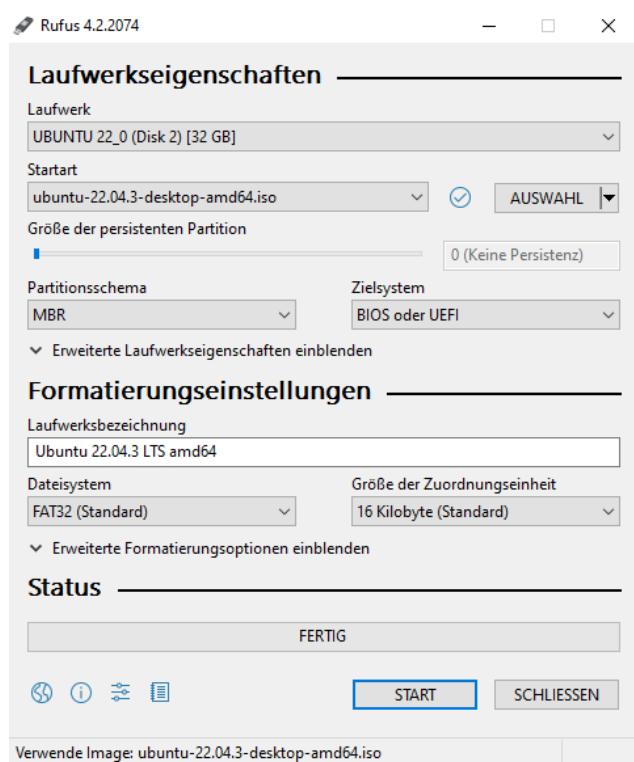 Rufus 4.2.2074
Laufwerkseigenschaften
Laufwerk
UBUNTU 22_0 (Disk 2) [32 GB]
Startart
ubuntu-22.04.3-desktop-amd64.iso
AUSWAHL
Größe der persistenten Partition
0 (Keine Persistenz)
Partitionsschema
Zielsystem
MBR
BIOS oder UEFI
Erweiterte Laufwerkseigenschaften einblenden
Formatierungseinstellungen
Laufwerksbezeichnung
Ubuntu 22.04.3 LTS amd64
Dateisystem
Größe der Zuordnungseinheit
FAT32 (Standard)
16 Kilobyte (Standard)
Erweiterte Formatierungsoptionen einblenden
Status
FERTIG
START
SCHLIESSEN
Verwende Image: ubuntu-22.04.3-desktop-amd64.iso